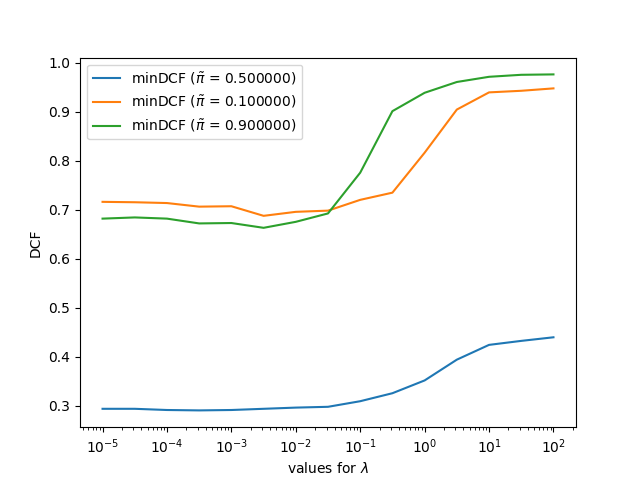 1.0
0.9
0.8
0.7
0.6
0.5
0.4
0.3
DCF
minDCF (π̃ = 0.500000)
minDCF (π̃ = 0.100000)
minDCF (π̃ = 0.900000)
10⁻⁵ 10⁻⁴ 10⁻³ 10⁻² 10⁻¹ 10⁰ 10¹ 10²
values for λ